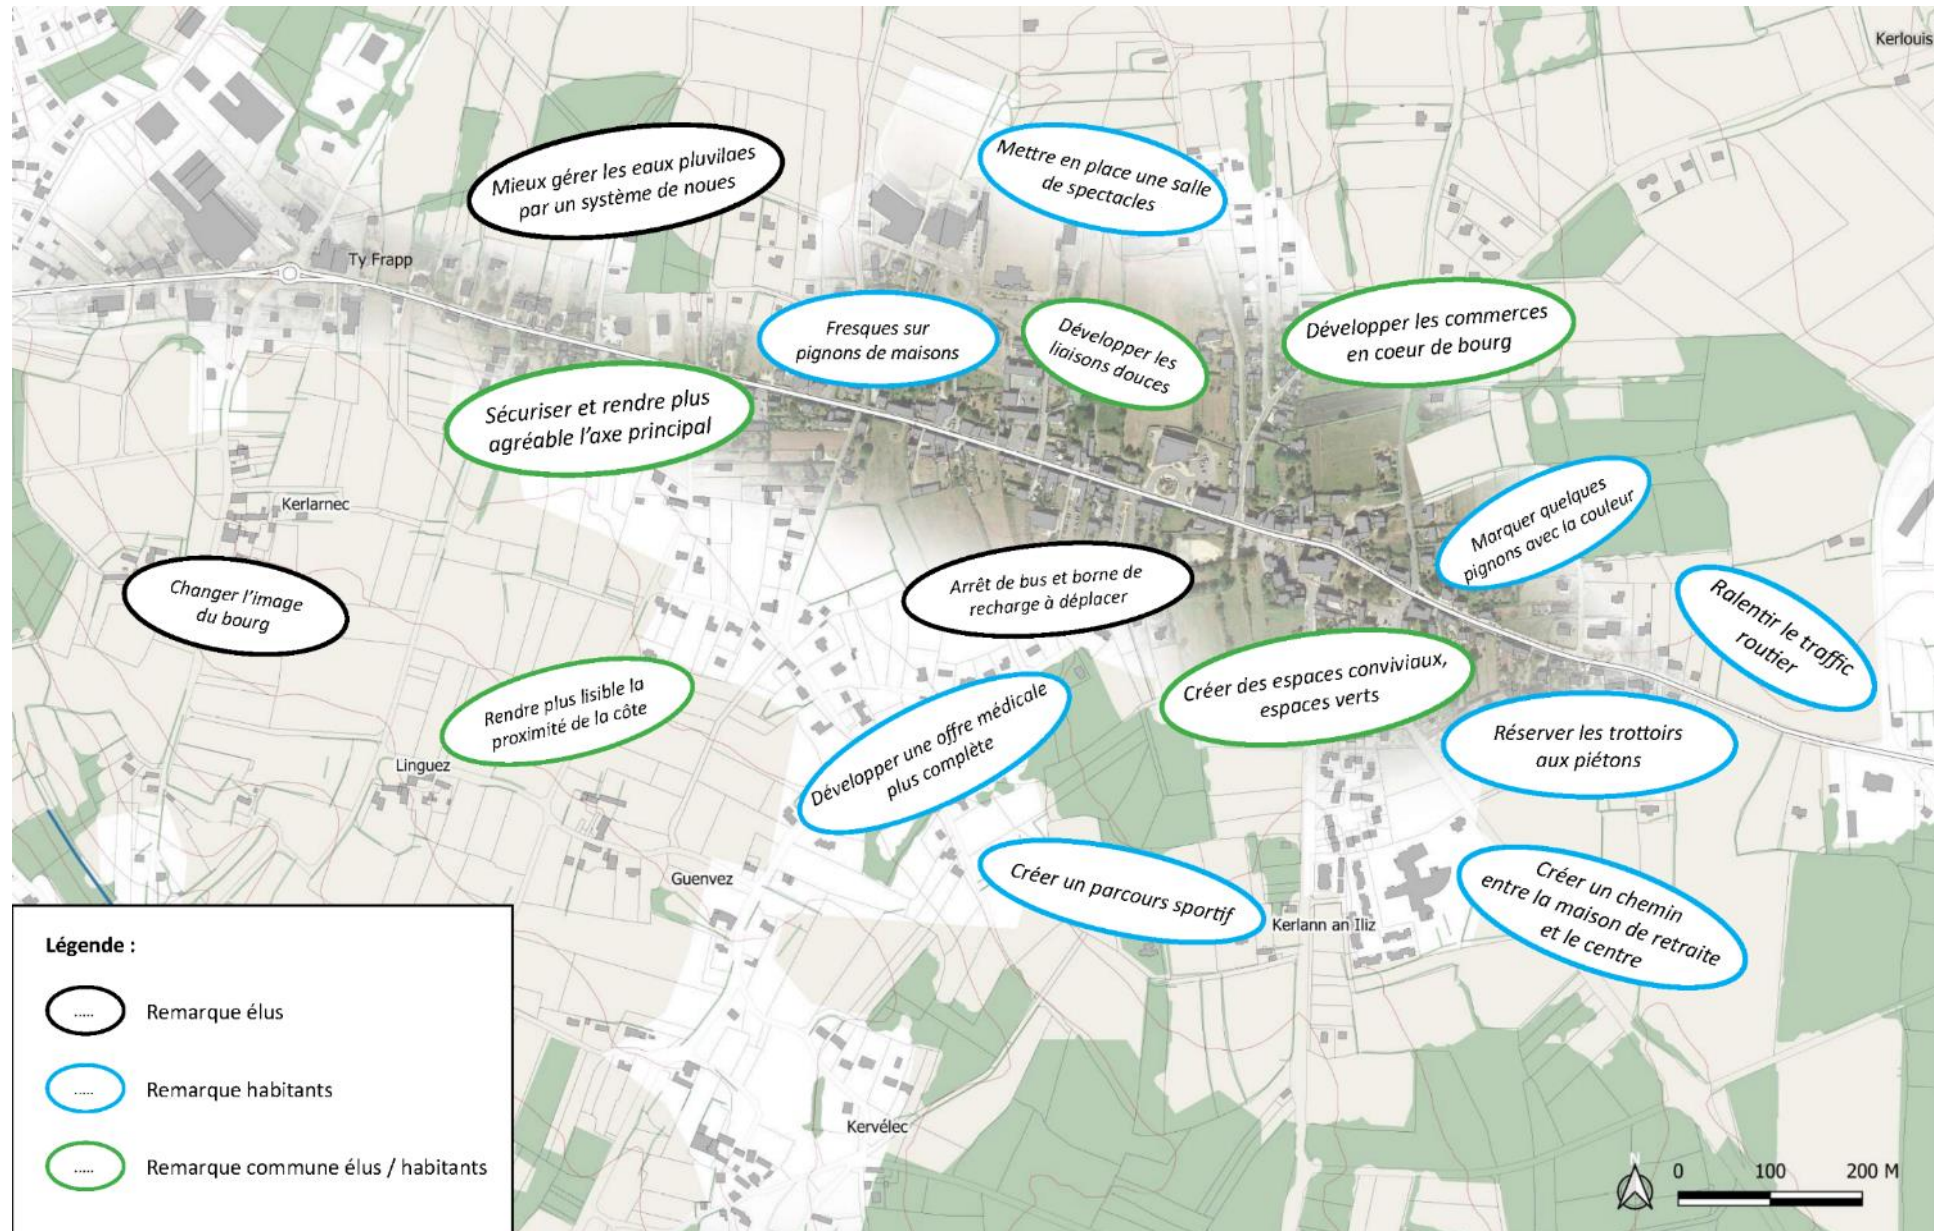 Kerlouis
Mieux gérer les eaux pluvilaes
par un système de noues
Mettre en place une salle
de spectacles
Ty Frapp
Fresques sur
pignons de maisons
Développer les
liaisons douces
Développer les commerces
en coeur de bourg
Sécuriser et rendre plus
agréable l'axe principal
Kerlarnec
Marquer quelques
pignons avec la couleur
Changer l'image
du bourg
Arrêt de bus et borne de
recharge à déplacer
Ralentir le traffic
routier
Rendre plus lisible la
proximité de la côte
Créer des espaces conviviaux,
espaces verts
Développer une offre médicale
plus complète
Réserver les trottoirs
aux piétons
Linguez
Guenvez
Créer un parcours sportif
Kerlann an Iliz
Créer un chemin
entre la maison de retraite
et le centre
Kervélec
Légende :
..... Remarque élus
..... Remarque habitants
..... Remarque commune élus / habitants
N
0 100 200 M